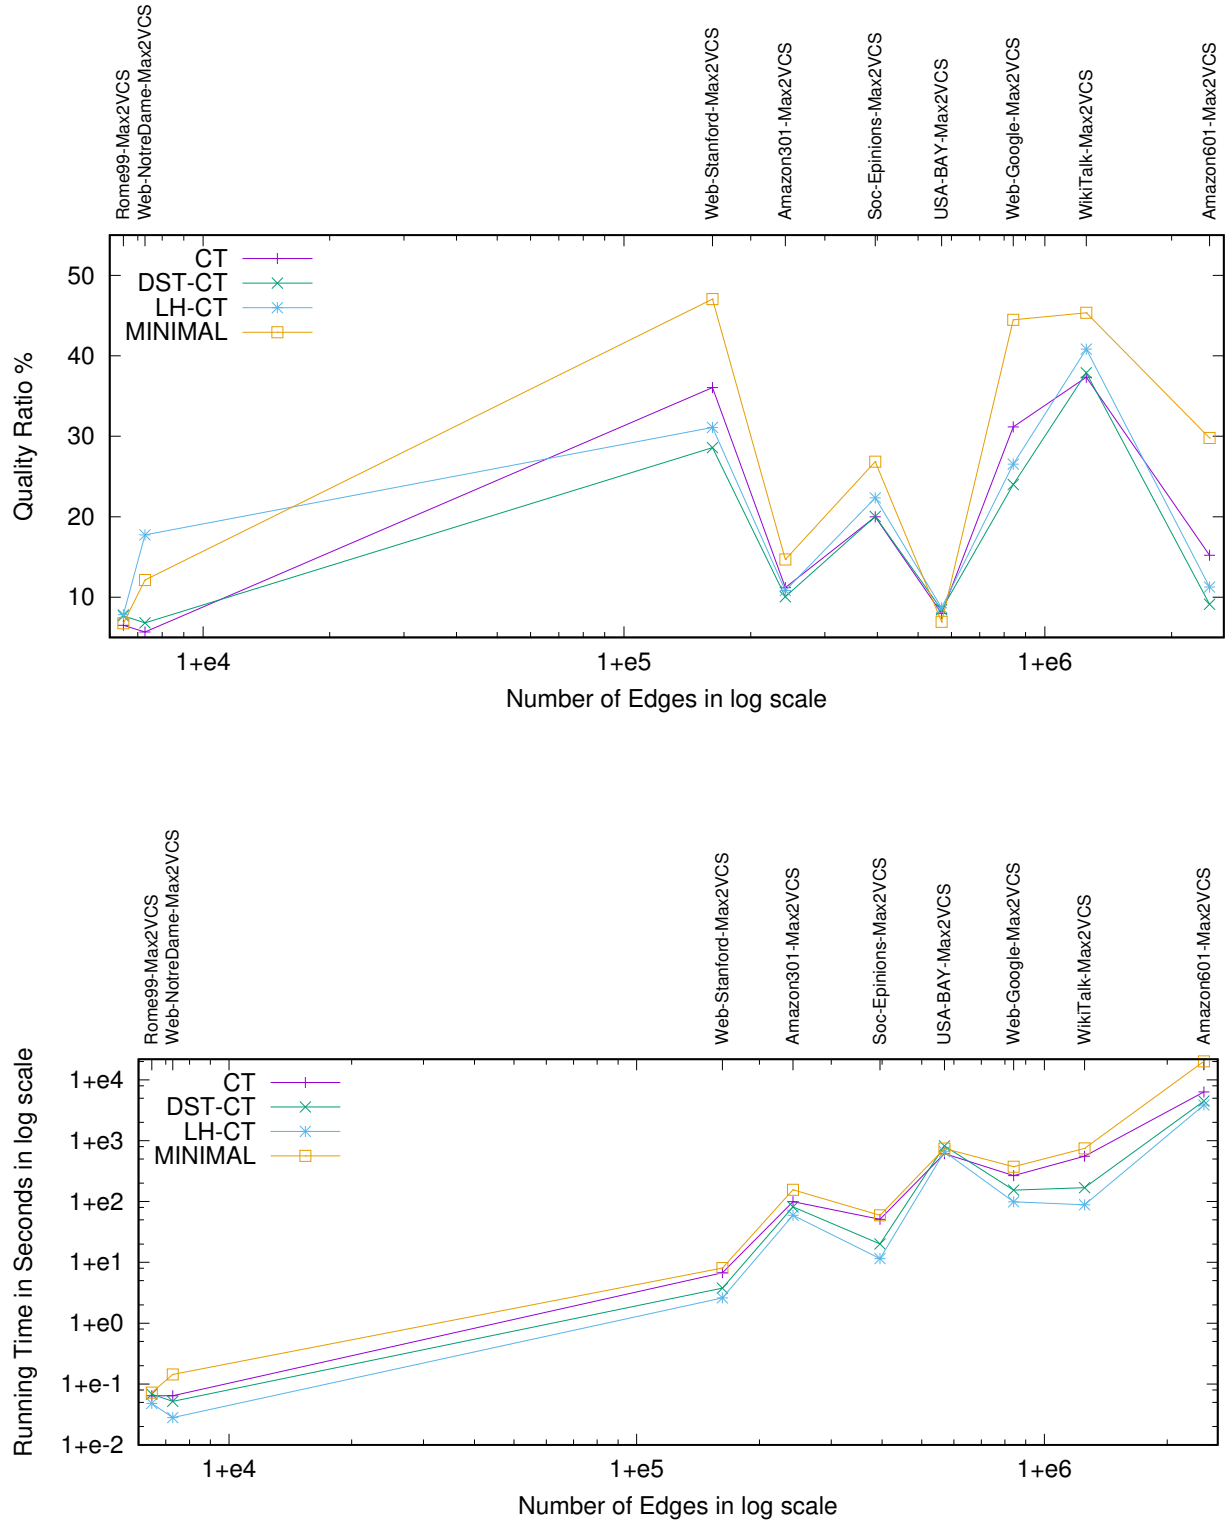 Rome99-Max2VCS
Web-NotreDame-Max2VCS
Web-Stanford-Max2VCS
Amazon301-Max2VCS
Soc-Epinions-Max2VCS
USA-BAY-Max2VCS
Web-Google-Max2VCS
WikiTalk-Max2VCS
Amazon601-Max2VCS
Quality Ratio %
50
40
30
20
10
CT
DST-CT
LH-CT
MINIMAL
1+e4
1+e5
1+e6
Number of Edges in log scale
Rome99-Max2VCS
Web-NotreDame-Max2VCS
Web-Stanford-Max2VCS
Amazon301-Max2VCS
Soc-Epinions-Max2VCS
USA-BAY-Max2VCS
Web-Google-Max2VCS
WikiTalk-Max2VCS
Amazon601-Max2VCS
Running Time in Seconds in log scale
1+e4
1+e3
1+e2
1+e1
1+e0
1+e-1
1+e-2
CT
DST-CT
LH-CT
MINIMAL
1+e4
1+e5
1+e6
Number of Edges in log scale